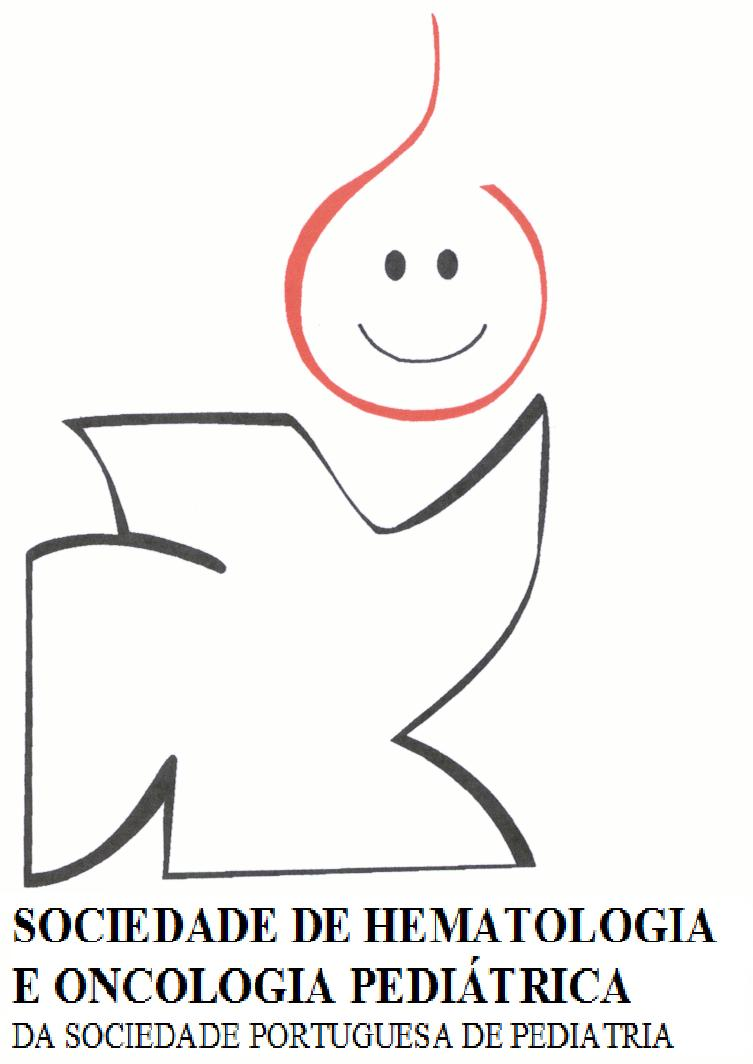 SOCIEDADE DE HEMATOLOGIA
E ONCOLOGIA PEDIÁTRICA
DA SOCIEDADE PORTUGUESA DE PEDIATRIA